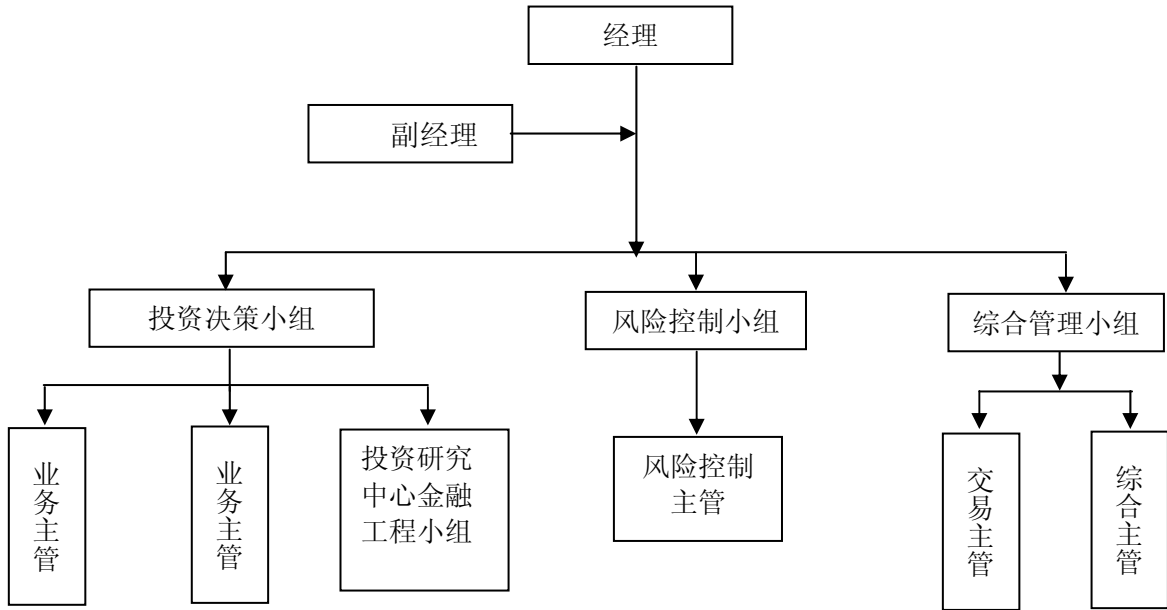 经理
副经理
投资决策小组
风险控制小组
综合管理小组
业务主管
业务主管
投资研究
中心金融
工程小组
风险控制
主管
交易主管
综合主管